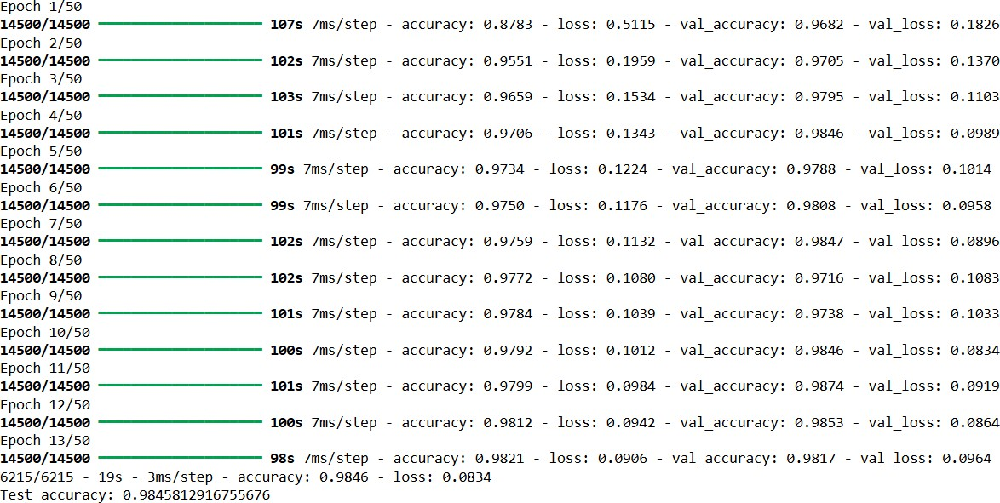 Epoch 1/50
14500/14500 ━━━━━━━━━━━━━━━━━━━━ 107s 7ms/step - accuracy: 0.8783 - loss: 0.5115 - val_accuracy: 0.9682 - val_loss: 0.1826
Epoch 2/50
14500/14500 ━━━━━━━━━━━━━━━━━━━━ 102s 7ms/step - accuracy: 0.9551 - loss: 0.1959 - val_accuracy: 0.9705 - val_loss: 0.1370
Epoch 3/50
14500/14500 ━━━━━━━━━━━━━━━━━━━━ 103s 7ms/step - accuracy: 0.9659 - loss: 0.1534 - val_accuracy: 0.9795 - val_loss: 0.1103
Epoch 4/50
14500/14500 ━━━━━━━━━━━━━━━━━━━━ 101s 7ms/step - accuracy: 0.9706 - loss: 0.1343 - val_accuracy: 0.9846 - val_loss: 0.0989
Epoch 5/50
14500/14500 ━━━━━━━━━━━━━━━━━━━━ 99s 7ms/step - accuracy: 0.9734 - loss: 0.1224 - val_accuracy: 0.9788 - val_loss: 0.1014
Epoch 6/50
14500/14500 ━━━━━━━━━━━━━━━━━━━━ 99s 7ms/step - accuracy: 0.9750 - loss: 0.1176 - val_accuracy: 0.9808 - val_loss: 0.0958
Epoch 7/50
14500/14500 ━━━━━━━━━━━━━━━━━━━━ 102s 7ms/step - accuracy: 0.9759 - loss: 0.1132 - val_accuracy: 0.9847 - val_loss: 0.0896
Epoch 8/50
14500/14500 ━━━━━━━━━━━━━━━━━━━━ 102s 7ms/step - accuracy: 0.9772 - loss: 0.1080 - val_accuracy: 0.9716 - val_loss: 0.1083
Epoch 9/50
14500/14500 ━━━━━━━━━━━━━━━━━━━━ 101s 7ms/step - accuracy: 0.9784 - loss: 0.1039 - val_accuracy: 0.9738 - val_loss: 0.1033
Epoch 10/50
14500/14500 ━━━━━━━━━━━━━━━━━━━━ 100s 7ms/step - accuracy: 0.9792 - loss: 0.1012 - val_accuracy: 0.9846 - val_loss: 0.0834
Epoch 11/50
14500/14500 ━━━━━━━━━━━━━━━━━━━━ 101s 7ms/step - accuracy: 0.9799 - loss: 0.0984 - val_accuracy: 0.9874 - val_loss: 0.0919
Epoch 12/50
14500/14500 ━━━━━━━━━━━━━━━━━━━━ 100s 7ms/step - accuracy: 0.9812 - loss: 0.0942 - val_accuracy: 0.9853 - val_loss: 0.0864
Epoch 13/50
14500/14500 ━━━━━━━━━━━━━━━━━━━━ 98s 7ms/step - accuracy: 0.9821 - loss: 0.0906 - val_accuracy: 0.9817 - val_loss: 0.0964
6215/6215 - 19s - 3ms/step - accuracy: 0.9846 - loss: 0.0834
Test accuracy: 0.9845812916755676